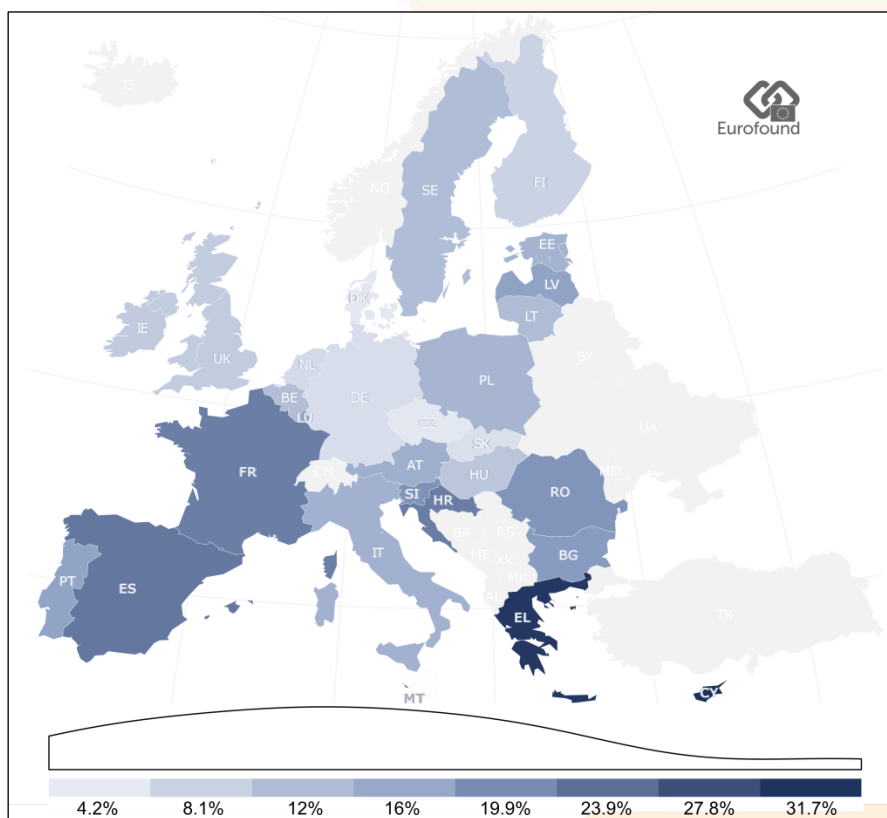 IS
Eurofound
NO
SE
FI
EE
LV
LT
DK
IE
UK
NL
BY
PL
BE
DE
LU
CZ
UA
SK
FR
CH
AT
HU
MD
SI
HR
RO
BA
RS
IT
ME
XK
BG
PT
ES
MK
AL
EL
TR
MT
CY
4.2% 8.1% 12% 16% 19.9% 23.9% 27.8% 31.7%